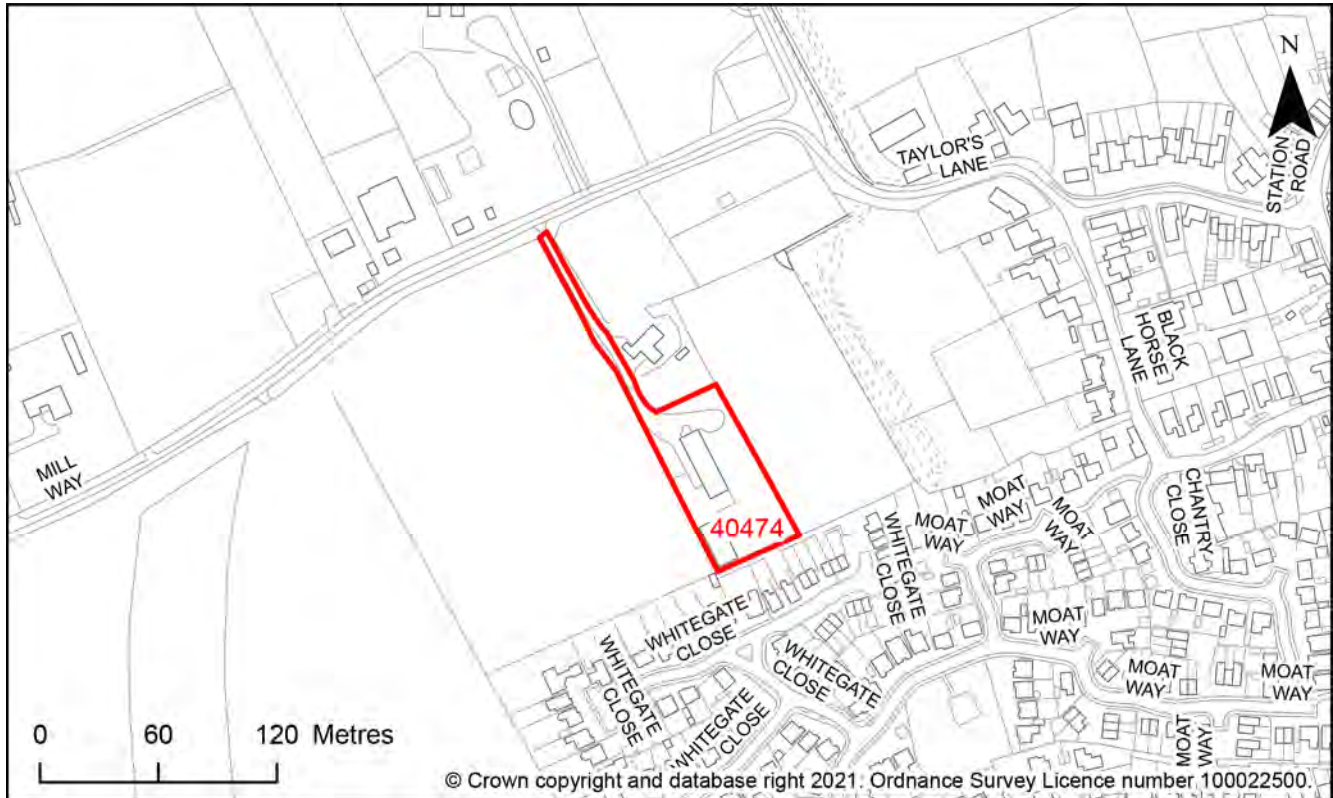 N
TAYLOR'S
LANE
STATION
ROAD
BLACK
HORSE
LANE
MILL
WAY
CHANTRY
CLOSE
MOAT
WAY
MOAT
WAY
MOAT
WAY
40474
WHITEGATE
CLOSE
WHITEGATE
CLOSE
WHITEGATE
CLOSE
WHITEGATE
CLOSE
WHITEGATE
CLOSE
MOAT
WAY
MOAT
WAY
MOAT
WAY
MOAT
WAY
0 60 120 Metres
© Crown copyright and database right 2021. Ordnance Survey Licence number 100022500.